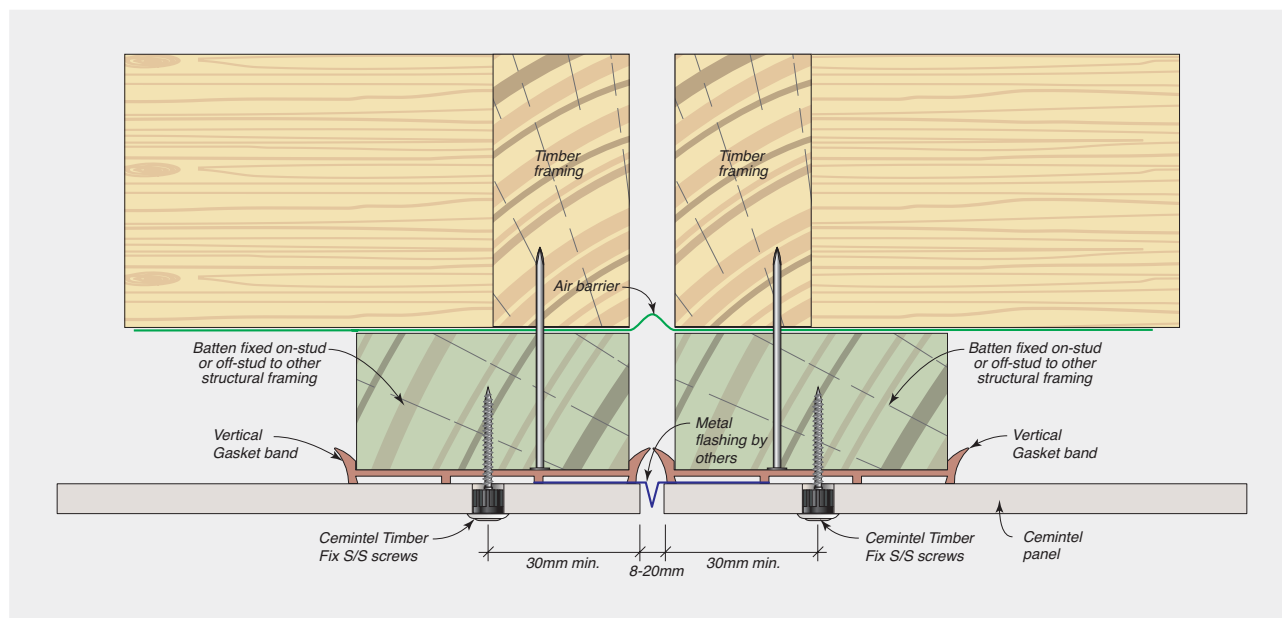 Timber
framing
Timber
framing
Air barrier
Batten fixed on-stud
or off-stud to other
structural framing
Batten fixed on-stud
or off-stud to other
structural framing
Vertical
Gasket band
Metal
flashing by
others
Vertical
Gasket band
Cemintel Timber
Fix S/S screws
Cemintel Timber
Fix S/S screws
Cemintel
panel
30mm min.
8-20mm
30mm min.